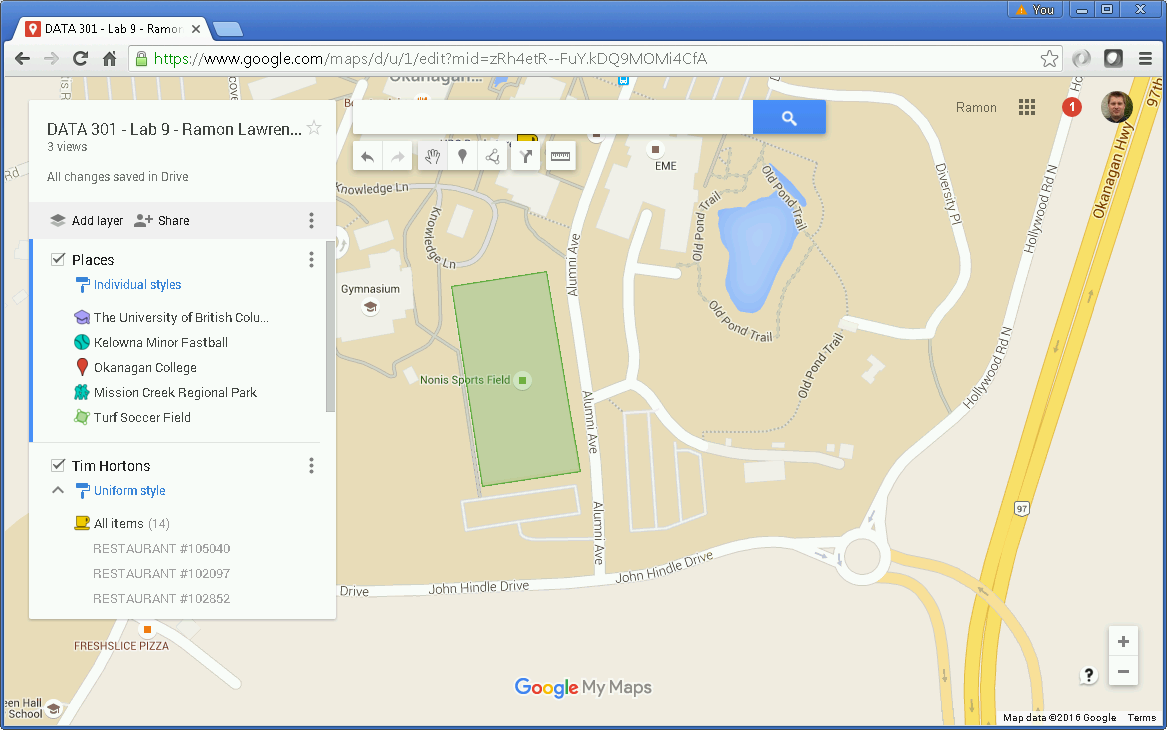 You
DATA 301 - Lab 9 - Ramon
https://www.google.com/maps/d/u/1/edit?mid=zRh4etR--FuY.kDQ9MOMi4CfA
Okanagan...
97th
DATA 301 - Lab 9 - Ramon Lawren...
3 views
All changes saved in Drive
Ramon
1
Add layer
Share
Places
Individual styles
The University of British Colu...
Kelowna Minor Fastball
Okanagan College
Mission Creek Regional Park
Turf Soccer Field
Tim Hortons
Uniform style
All items (14)
RESTAURANT #105040
RESTAURANT #102097
RESTAURANT #102852
EME
Knowledge Ln
Knowledge Ln
Gymnasium
Nonis Sports Field
Alumni Ave
Alumni Ave
Alumni Ave
Old Pond Trail
Old Pond Trail
Old Pond Trail
Old Pond Trail
Diversity Pl
Hollywood Rd N
Hollywood Rd N
Okanagan Hwy
97
Drive
John Hindle Drive
John Hindle Drive
FRESHSLICE PIZZA
een Hall
School
Google My Maps
+
−
?
Map data ©2016 Google
Terms